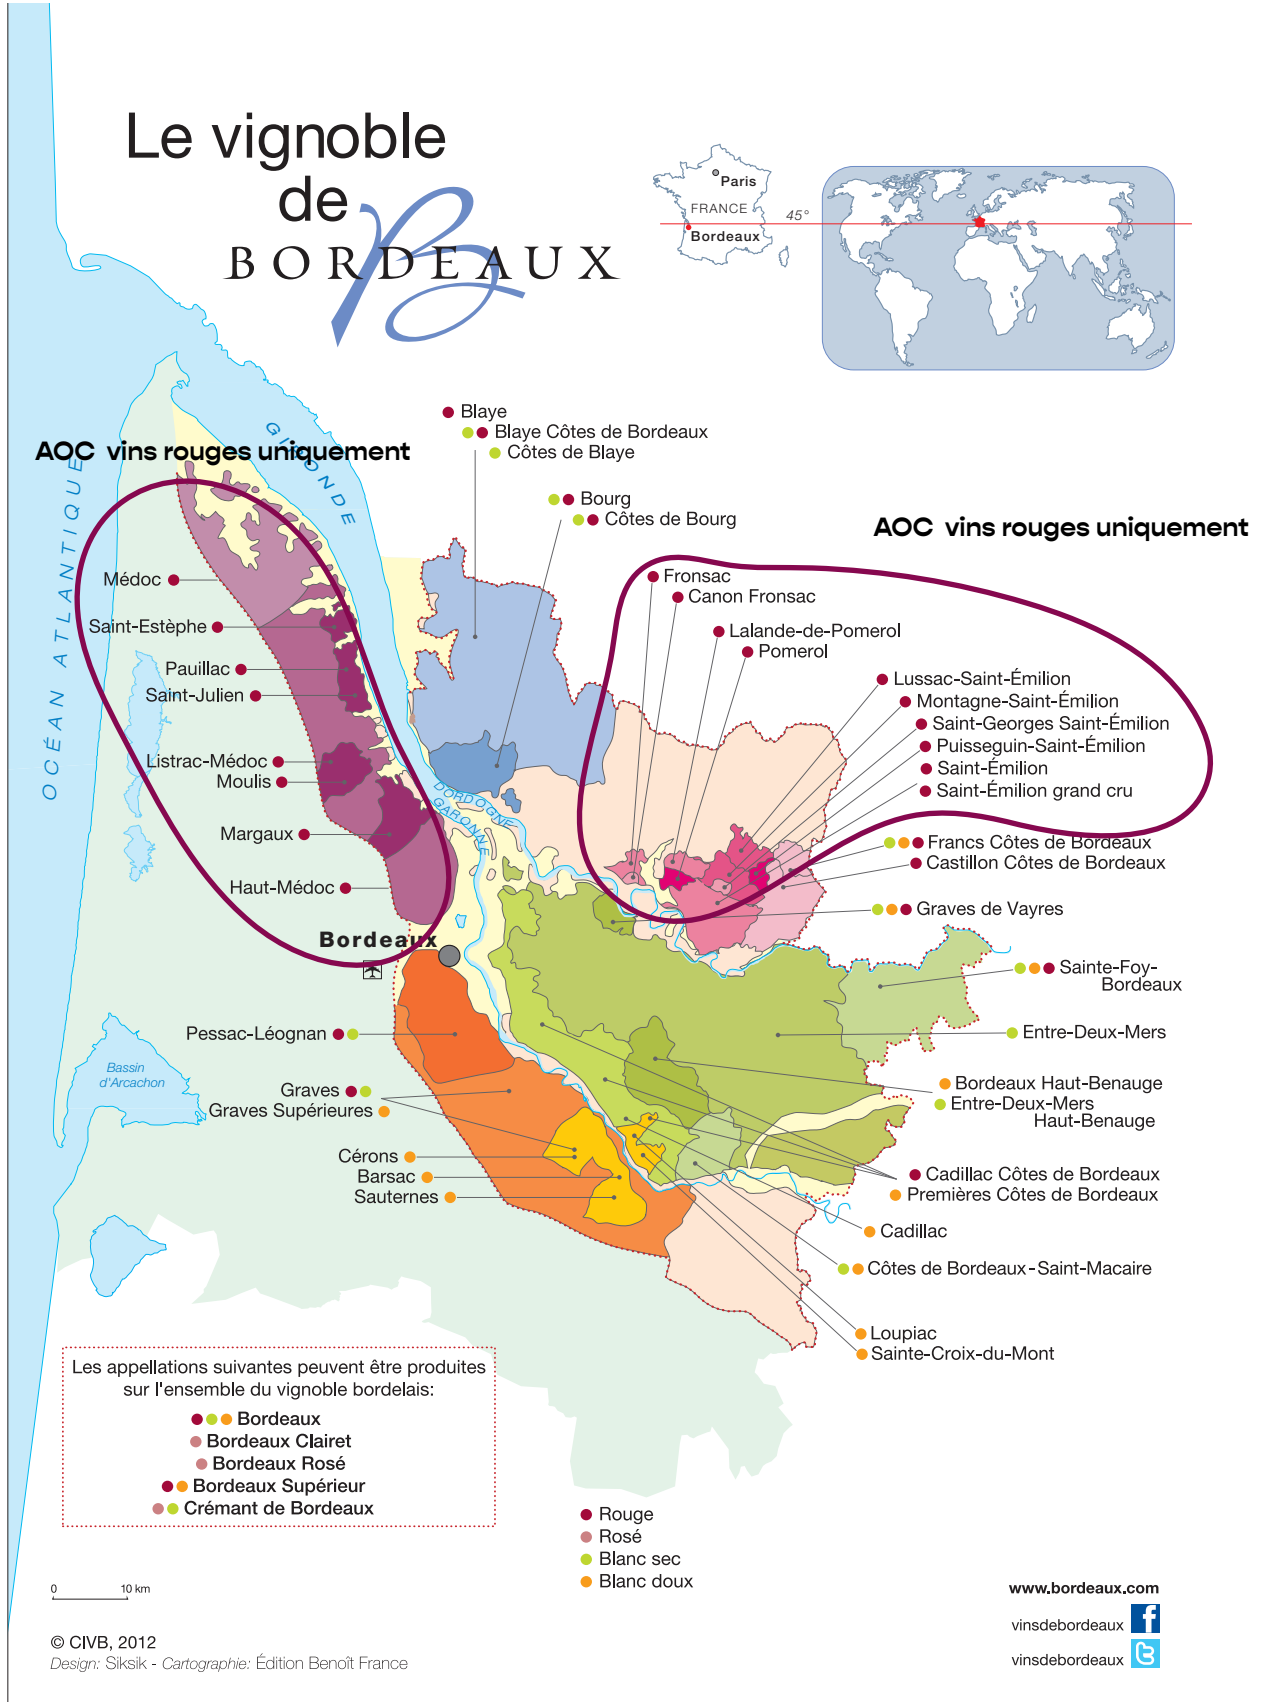 Le vignoble
de
BORDEAUX
Paris
FRANCE
Bordeaux
45°
AOC vins rouges uniquement
GIRONDE
OCÉAN ATLANTIQUE
Blaye
Blaye Côtes de Bordeaux
Côtes de Blaye
Bourg
Côtes de Bourg
AOC vins rouges uniquement
Médoc
Saint-Estèphe
Pauillac
Saint-Julien
Listrac-Médoc
Moulis
Margaux
Haut-Médoc
Fronsac
Canon Fronsac
Lalande-de-Pomerol
Pomerol
Lussac-Saint-Émilion
Montagne-Saint-Émilion
Saint-Georges Saint-Émilion
Puisseguin-Saint-Émilion
Saint-Émilion
Saint-Émilion grand cru
DORDOGNE
GARONNE
Francs Côtes de Bordeaux
Castillon Côtes de Bordeaux
Graves de Vayres
Bordeaux
Sainte-Foy-
Bordeaux
Pessac-Léognan
Entre-Deux-Mers
Bassin
d'Arcachon
Graves
Graves Supérieures
Bordeaux Haut-Benauge
Entre-Deux-Mers
Haut-Benauge
Cérons
Barsac
Sauternes
Cadillac Côtes de Bordeaux
Premières Côtes de Bordeaux
Cadillac
Côtes de Bordeaux-Saint-Macaire
Loupiac
Sainte-Croix-du-Mont
Les appellations suivantes peuvent être produites
sur l'ensemble du vignoble bordelais:
Bordeaux
Bordeaux Clairet
Bordeaux Rosé
Bordeaux Supérieur
Crémant de Bordeaux
Rouge
Rosé
Blanc sec
Blanc doux
0 10 km
© CIVB, 2012
Design: Siksik - Cartographie: Édition Benoît France
www.bordeaux.com
vinsdebordeaux
vinsdebordeaux